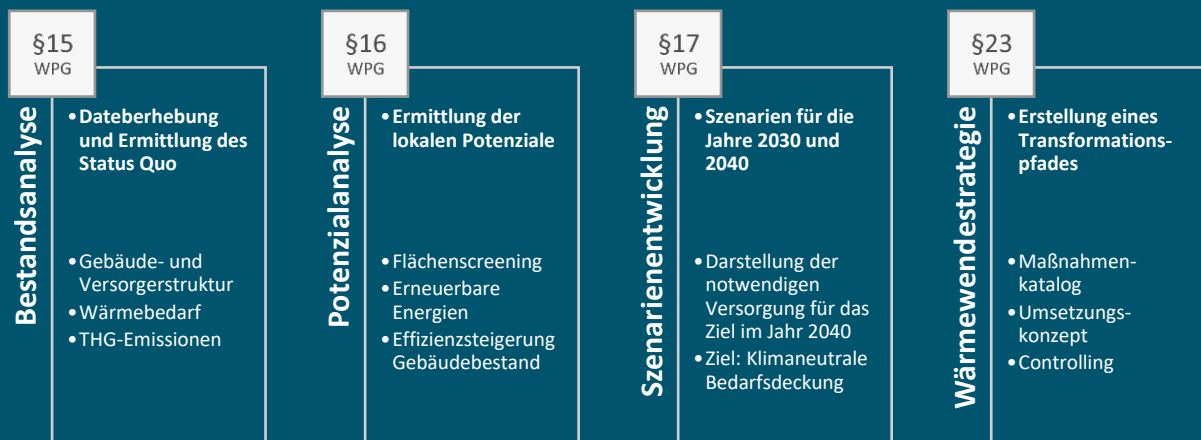 §15
WPG
Bestandsanalyse
• Dateberhebung
und Ermittlung des
Status Quo
• Gebäude- und
Versorgerstruktur
• Wärmebedarf
• THG-Emissionen
§16
WPG
Potenzialanalyse
• Ermittlung der
lokalen Potenziale
• Flächenscreening
• Erneuerbare
Energien
• Effizienzsteigerung
Gebäudebestand
§17
WPG
Szenarienentwicklung
• Szenarien für die
Jahre 2030 und
2040
• Darstellung der
notwendigen
Versorgung für das
Ziel im Jahr 2040
• Ziel: Klimaneutrale
Bedarfsdeckung
§23
WPG
Wärmewendestrategie
• Erstellung eines
Transformations-
pfades
• Maßnahmen-
katalog
• Umsetzungs-
konzept
• Controlling